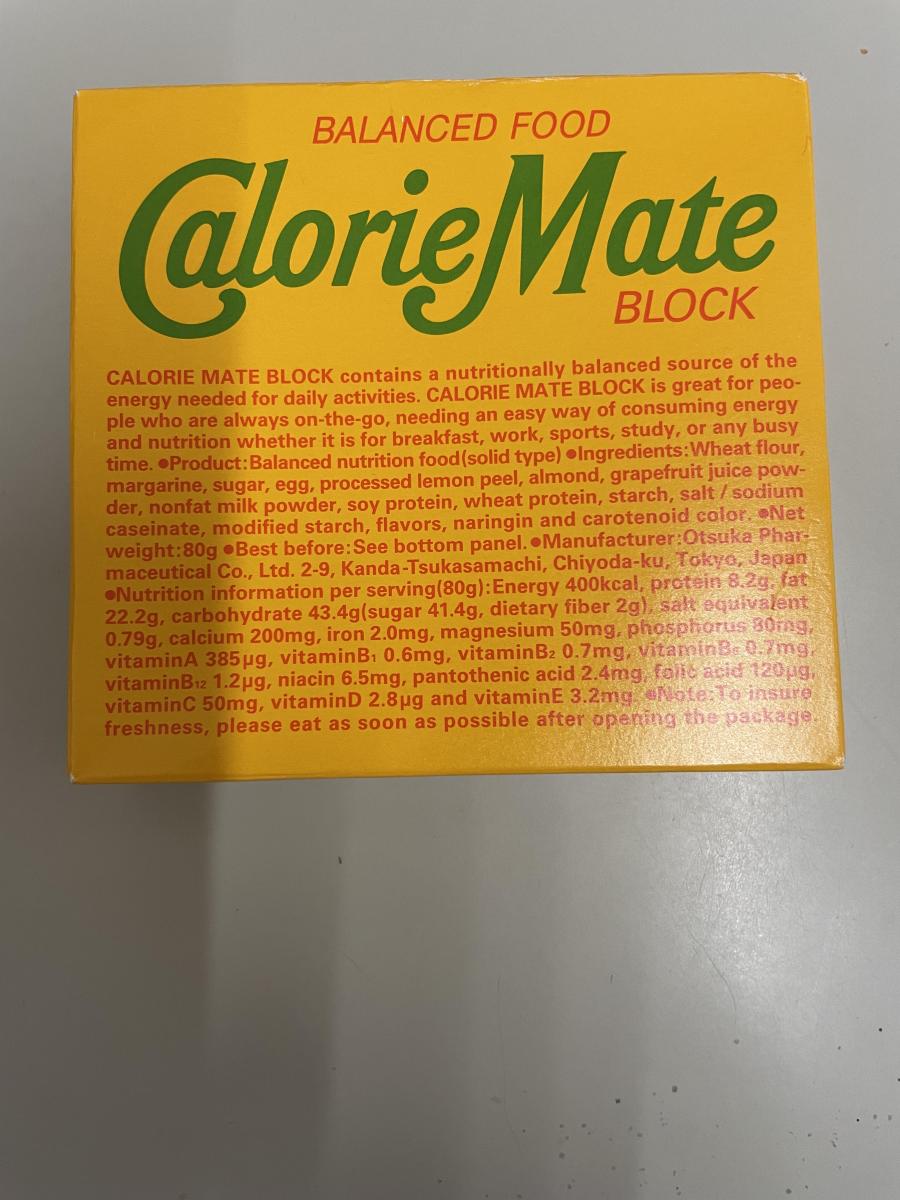 BALANCED FOOD
CalorieMate
BLOCK
CALORIE MATE BLOCK contains a nutritionally balanced source of the
energy needed for daily activities. CALORIE MATE BLOCK is great for peo-
ple who are always on-the-go, needing an easy way of consuming energy
and nutrition whether it is for breakfast, work, sports, study, or any busy
time. ●Product:Balanced nutrition food(solid type) ●Ingredients:Wheat flour,
margarine, sugar, egg, processed lemon peel, almond, grapefruit juice pow-
der, nonfat milk powder, soy protein, wheat protein, starch, salt / sodium
caseinate, modified starch, flavors, naringin and carotenoid color. ●Net
weight:80g ●Best before:See bottom panel. ●Manufacturer:Otsuka Phar-
maceutical Co., Ltd. 2-9, Kanda-Tsukasamachi, Chiyoda-ku, Tokyo, Japan
●Nutrition information per serving(80g):Energy 400kcal, protein 8.2g, fat
22.2g, carbohydrate 43.4g(sugar 41.4g, dietary fiber 2g), salt equivalent
0.79g, calcium 200mg, iron 2.0mg, magnesium 50mg, phosphorus 80mg,
vitaminA 385μg, vitaminB₁ 0.6mg, vitaminB₂ 0.7mg, vitaminB₆ 0.7mg,
vitaminB₁₂ 1.2μg, niacin 6.5mg, pantothenic acid 2.4mg, folic acid 120μg,
vitaminC 50mg, vitaminD 2.8μg and vitaminE 3.2mg ●Note:To insure
freshness, please eat as soon as possible after opening the package.